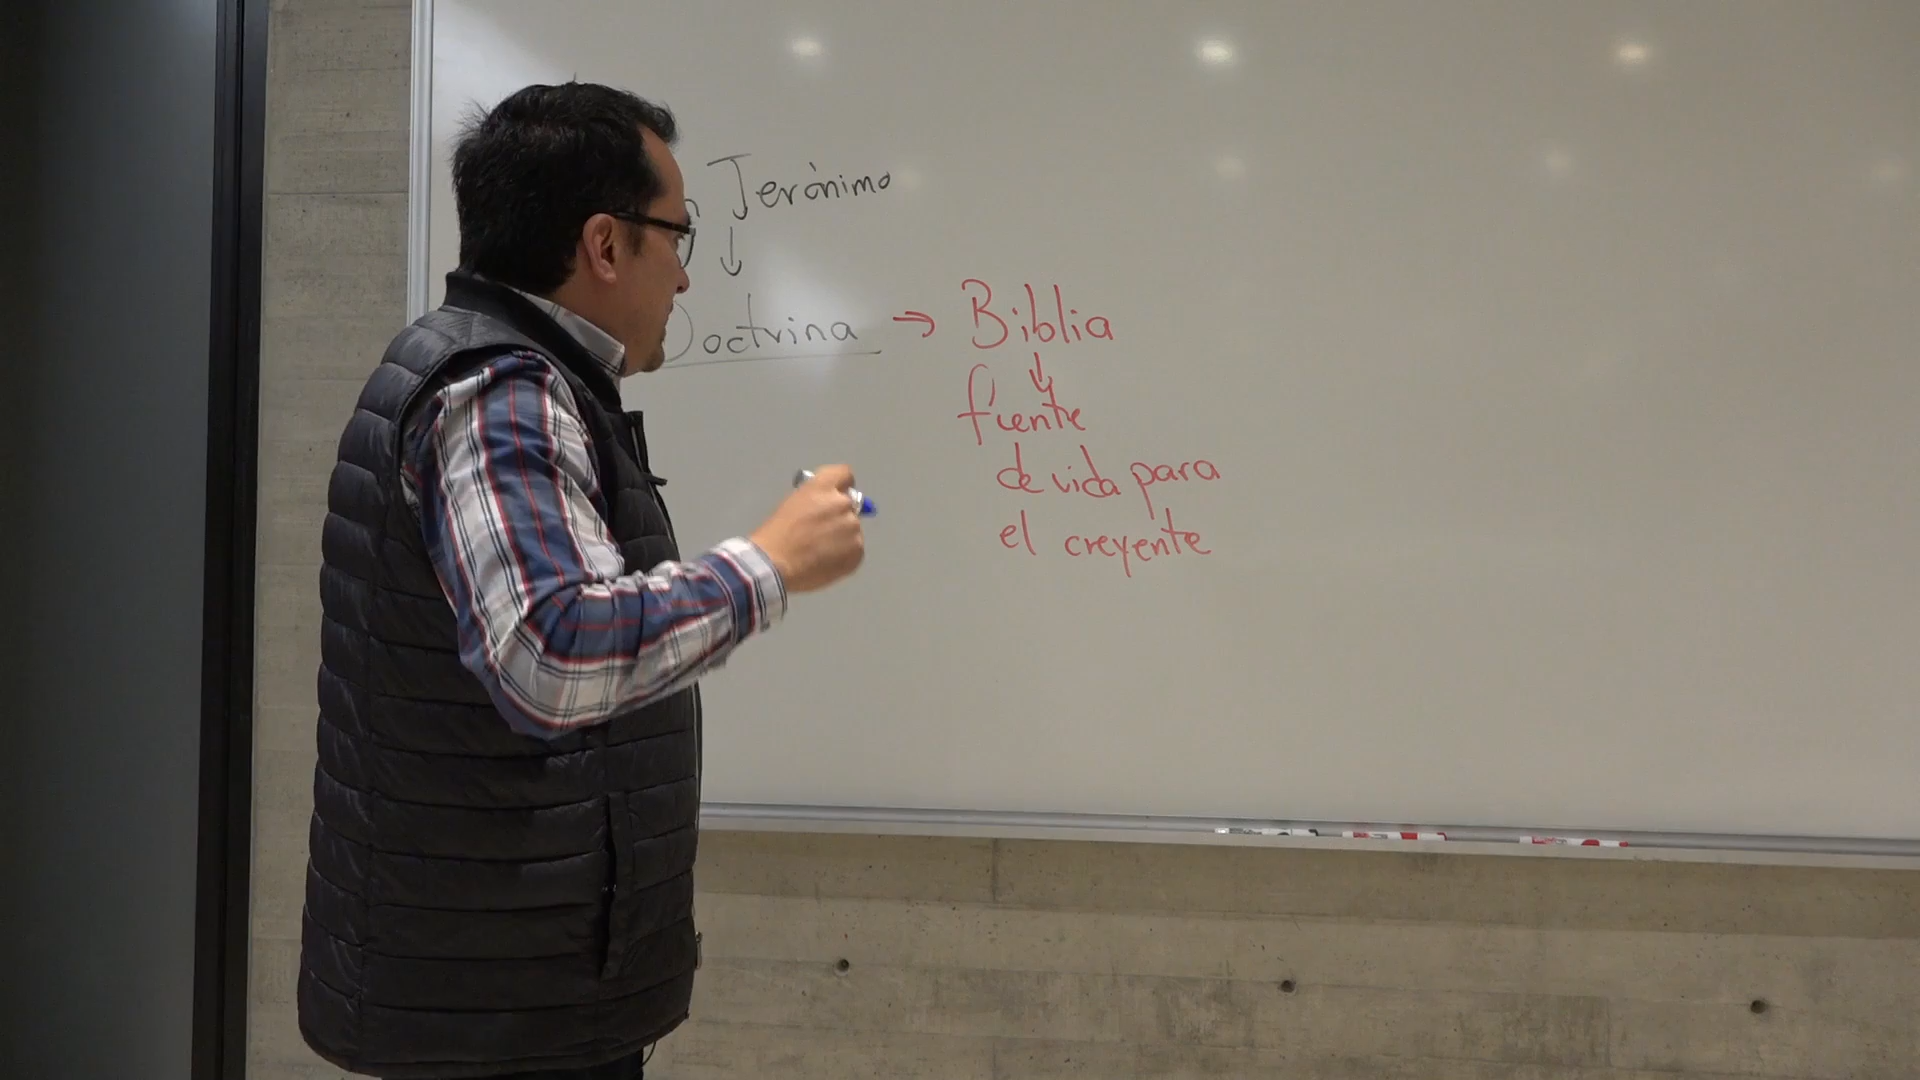 Jerónimo
Doctrina → Biblia
fuente
de vida para
el creyente